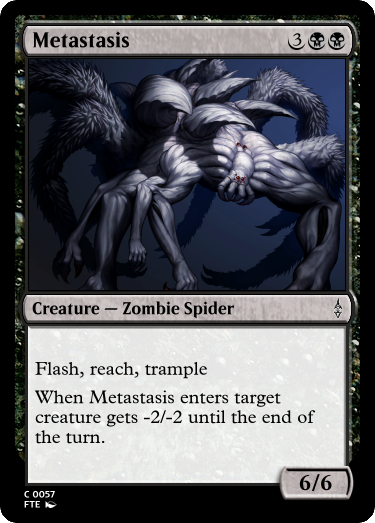 Metastasis 3
Creature — Zombie Spider
Flash, reach, trample
When Metastasis enters target
creature gets -2/-2 until the end of
the turn.
6/6
C 0057
FTE